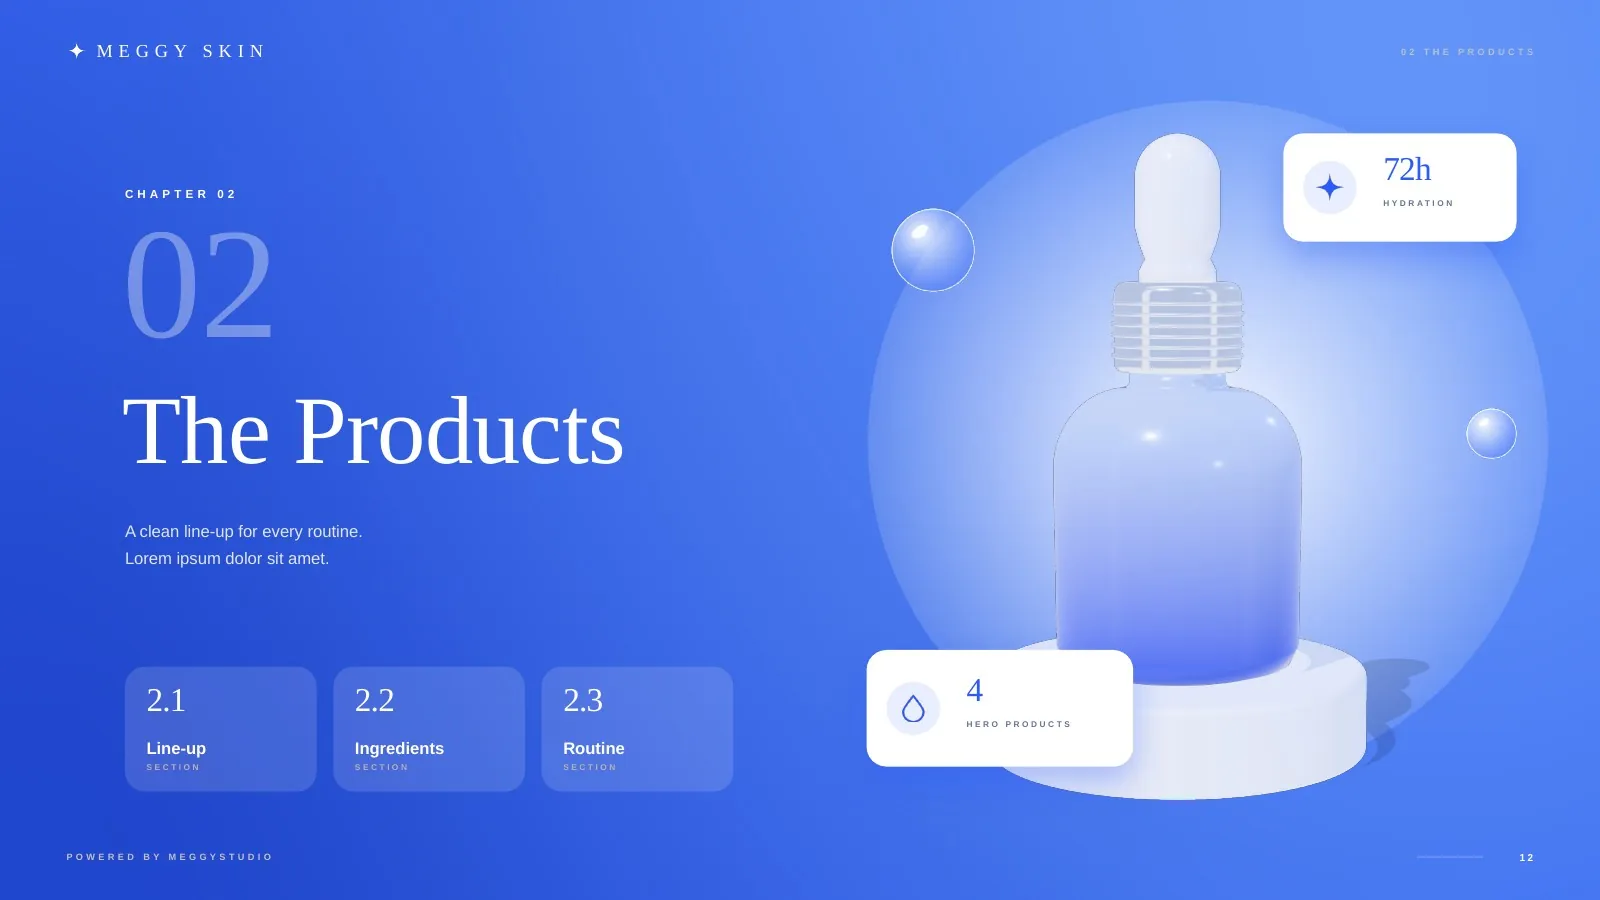 MEGGY SKIN
02 THE PRODUCTS
CHAPTER 02
02
The Products
A clean line-up for every routine.
Lorem ipsum dolor sit amet.
2.1
Line-up
SECTION
2.2
Ingredients
SECTION
2.3
Routine
SECTION
72h
HYDRATION
4
HERO PRODUCTS
POWERED BY MEGGYSTUDIO
12